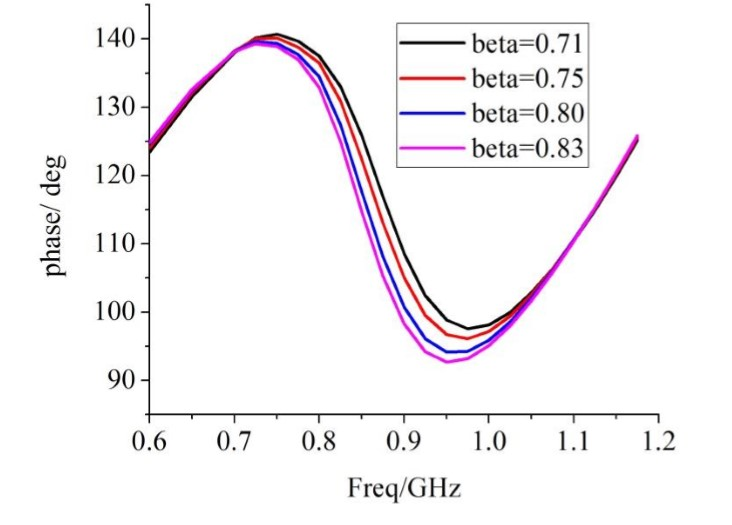 140
130
120
110
100
90
phase/ deg
beta=0.71
beta=0.75
beta=0.80
beta=0.83
0.6 0.7 0.8 0.9 1.0 1.1 1.2
Freq/GHz